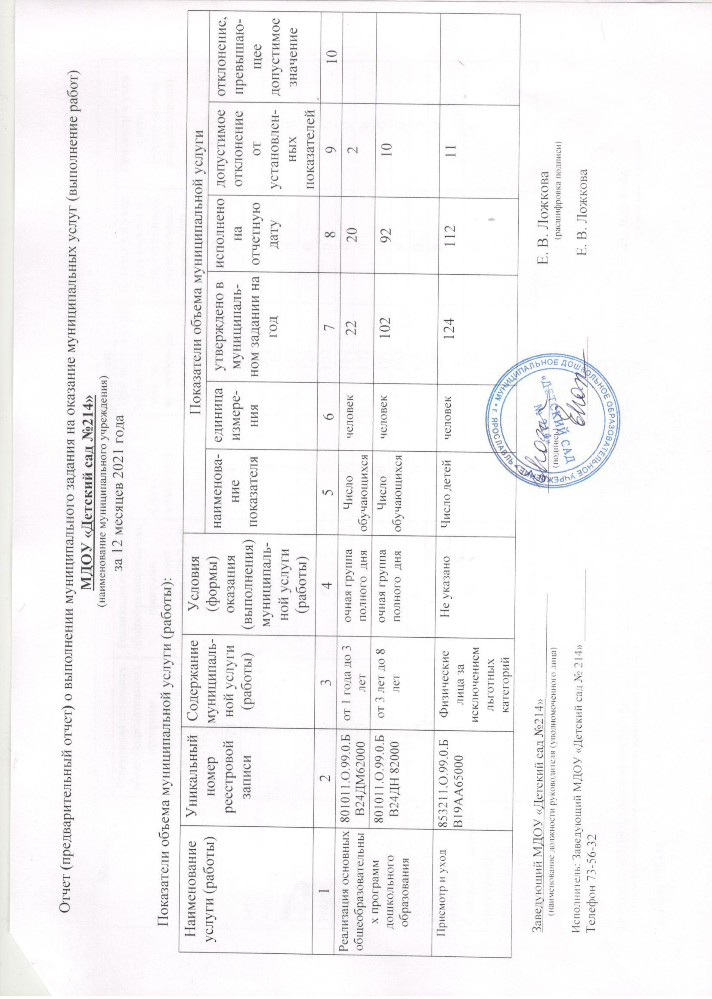 Отчет (предварительный отчет) о выполнении муниципального задания на оказание муниципальных услуг (выполнение работ)
МДОУ «Детский сад №214»
(наименование муниципального учреждения)
за 12 месяцев 2021 года
Показатели объема муниципальной услуги (работы):
Наименование
услуги (работы)
Уникальный
номер
реестровой
записи
Содержание
муниципаль-
ной услуги
(работы)
Условия
(формы)
оказания
(выполнения)
муниципаль-
ной услуги
(работы)
Показатели объема муниципальной услуги
наименова-
ние
показателя
единица
измере-
ния
утверждено в
муниципаль-
ном задании на
год
исполнено
на
отчетную
дату
допустимое
отклонение
от
установлен-
ных
показателей
отклонение,
превышаю-
щее
допустимое
значение
1 2 3 4 5 6 7 8 9 10
Реализация основных
общеобразовательны
х программ
дошкольного
образования
801011.О.99.0.Б
В24ДМ62000
от 1 года до 3
лет
очная группа
полного дня
Число
обучающихся
человек
22
20
2
801011.О.99.0.Б
В24ДН 82000
от 3 лет до 8
лет
очная группа
полного дня
Число
обучающихся
человек
102
92
10
Присмотр и уход
853211.О.99.0.Б
В19АА65000
Физические
лица за
исключением
льготных
категорий
Не указано
Число детей
человек
124
112
11
Заведующий МДОУ «Детский сад №214» Е. В. Ложкова
(наименование должности руководителя (уполномоченного лица) (подпись) (расшифровка подписи)
Исполнитель: Заведующий МДОУ «Детский сад № 214» Е. В. Ложкова
Телефон 73-56-32
МУНИЦИПАЛЬНОЕ ДОШКОЛЬНОЕ ОБРАЗОВАТЕЛЬНОЕ УЧРЕЖДЕНИЕ • г. ЯРОСЛАВЛЬ •
"ДЕТСКИЙ САД